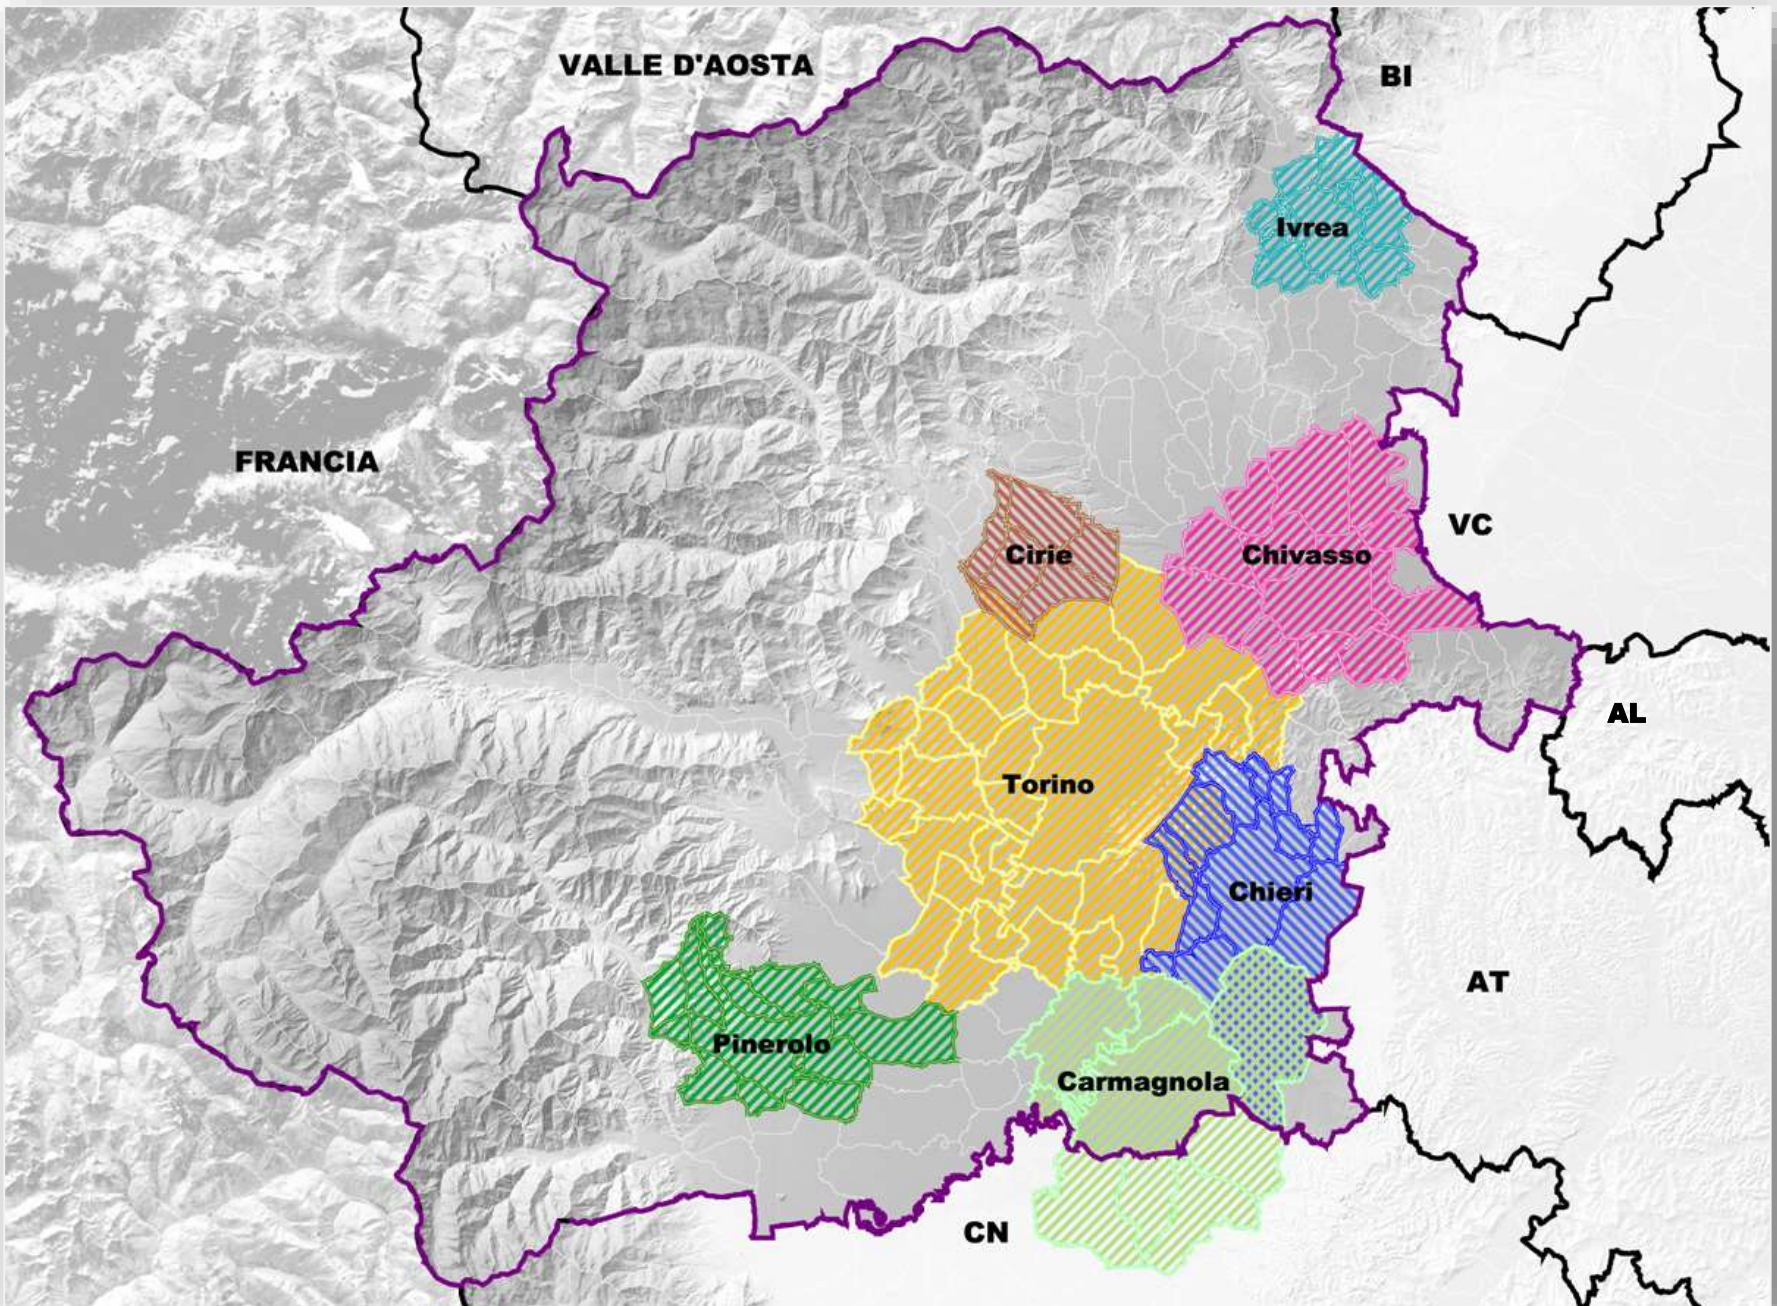 VALLE D'AOSTA
BI
Ivrea
FRANCIA
VC
Cirie
Chivasso
AL
Torino
Chieri
AT
Pinerolo
Carmagnola
CN